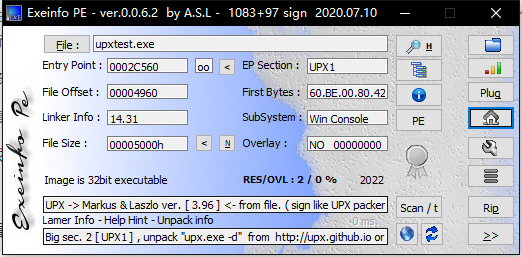 Exeinfo PE - ver.0.0.6.2 by A.S.L - 1083+97 sign 2020.07.10
File : upxtest.exe H
Entry Point : 0002C560 oo < EP Section : UPX1
File Offset : 00004960 First Bytes : 60.BE.00.80.42 Plug
Linker Info : 14.31 SubSystem : Win Console PE
File Size : 00005000h < N Overlay : NO 00000000
Image is 32bit executable RES/OVL : 2 / 0 % 2022
UPX -> Markus & Laszlo ver. [ 3.96 ] <- from file. ( sign like UPX packer Scan / t Rip
Lamer Info - Help Hint - Unpack info 0 ms.
Big sec. 2 [ UPX1 ] , unpack "upx.exe -d" from http://upx.github.io or >>
Exeinfo Pe